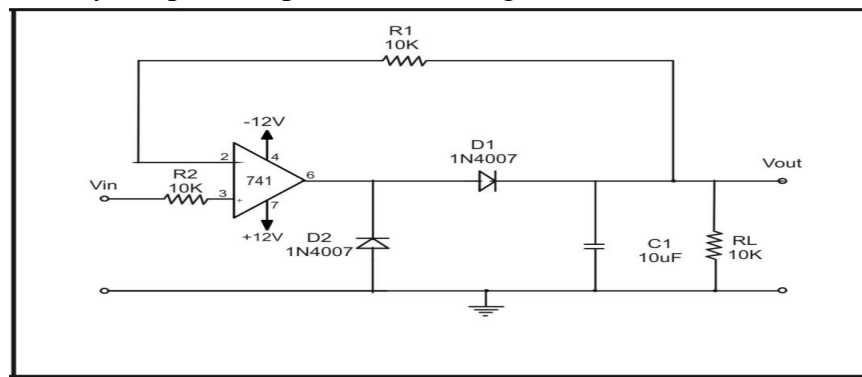 R1
10K
-12V
2
4
D1
1N4007
R2
10K
741
6
Vout
Vin
3
+
7
+12V
D2
1N4007
C1
10uF
RL
10K